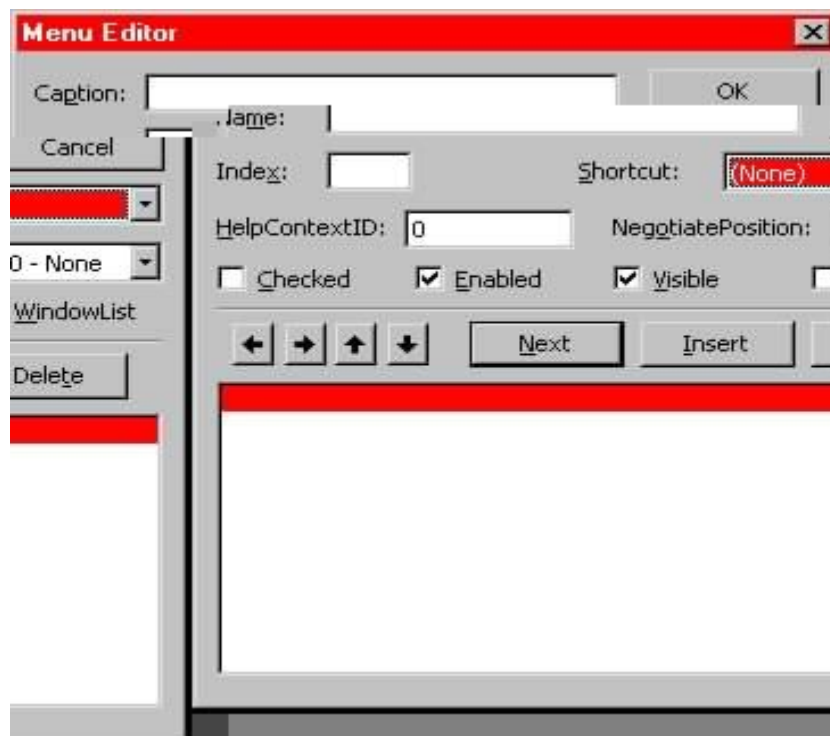 Menu Editor
Caption:
OK
Name:
Cancel
Index:
Shortcut:
(None)
HelpContextID:
0
NegotiatePosition:
0 - None
Checked
Enabled
Visible
WindowList
Next
Insert
Delete